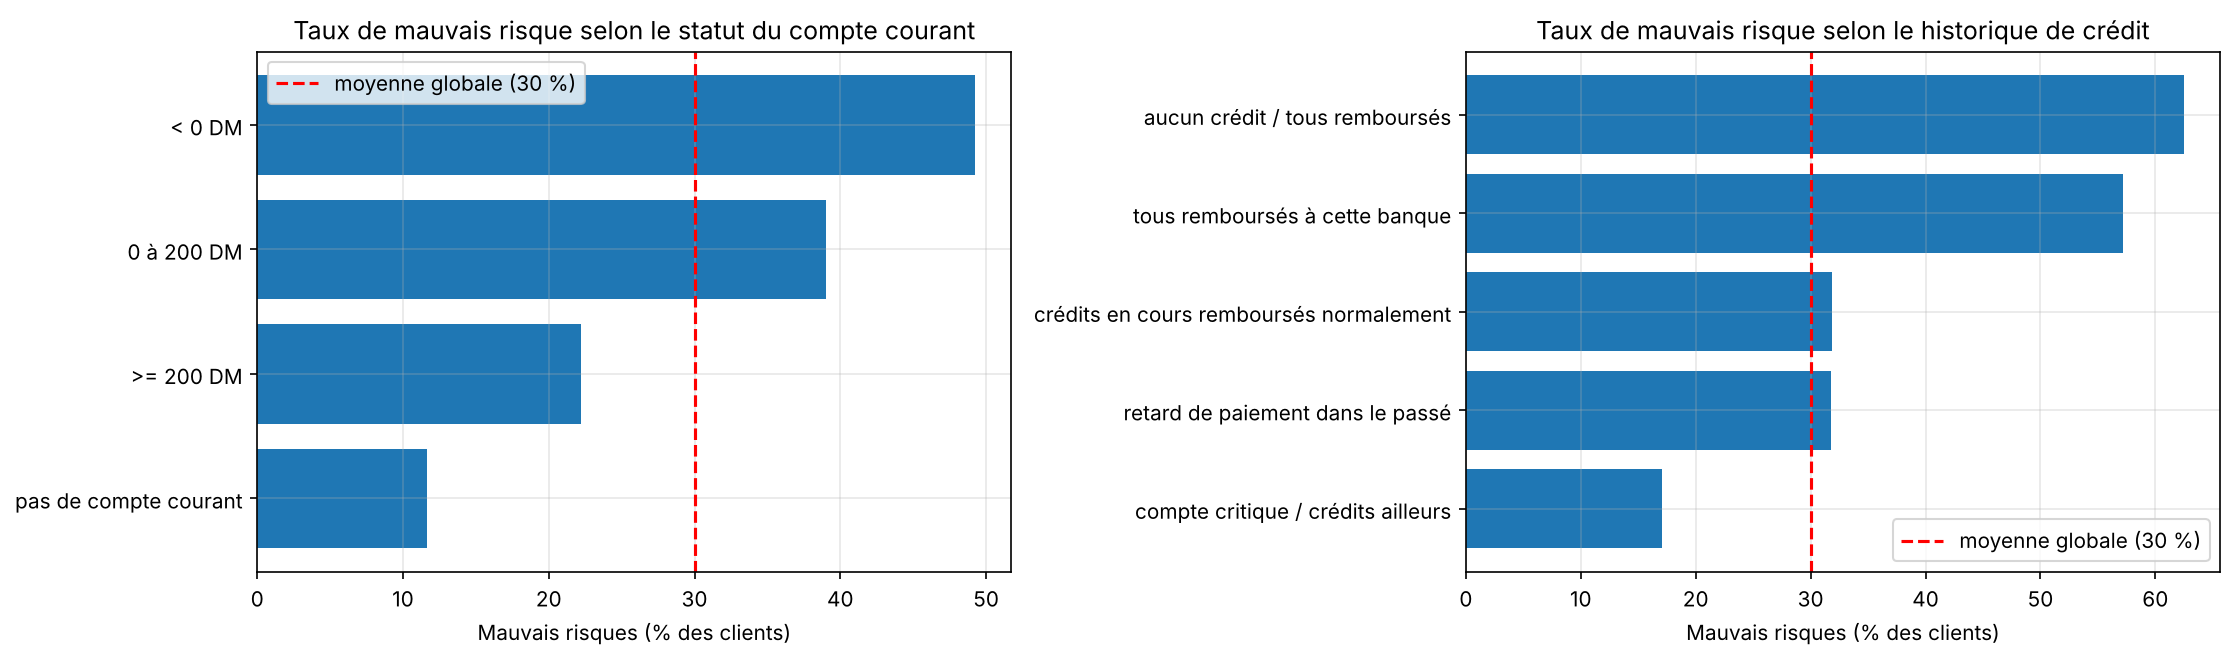 Taux de mauvais risque selon le statut du compte courant
moyenne globale (30 %)
< 0 DM
0 à 200 DM
>= 200 DM
pas de compte courant
0 10 20 30 40 50
Mauvais risques (% des clients)
Taux de mauvais risque selon le historique de crédit
aucun crédit / tous remboursés
tous remboursés à cette banque
crédits en cours remboursés normalement
retard de paiement dans le passé
compte critique / crédits ailleurs
moyenne globale (30 %)
0 10 20 30 40 50 60
Mauvais risques (% des clients)